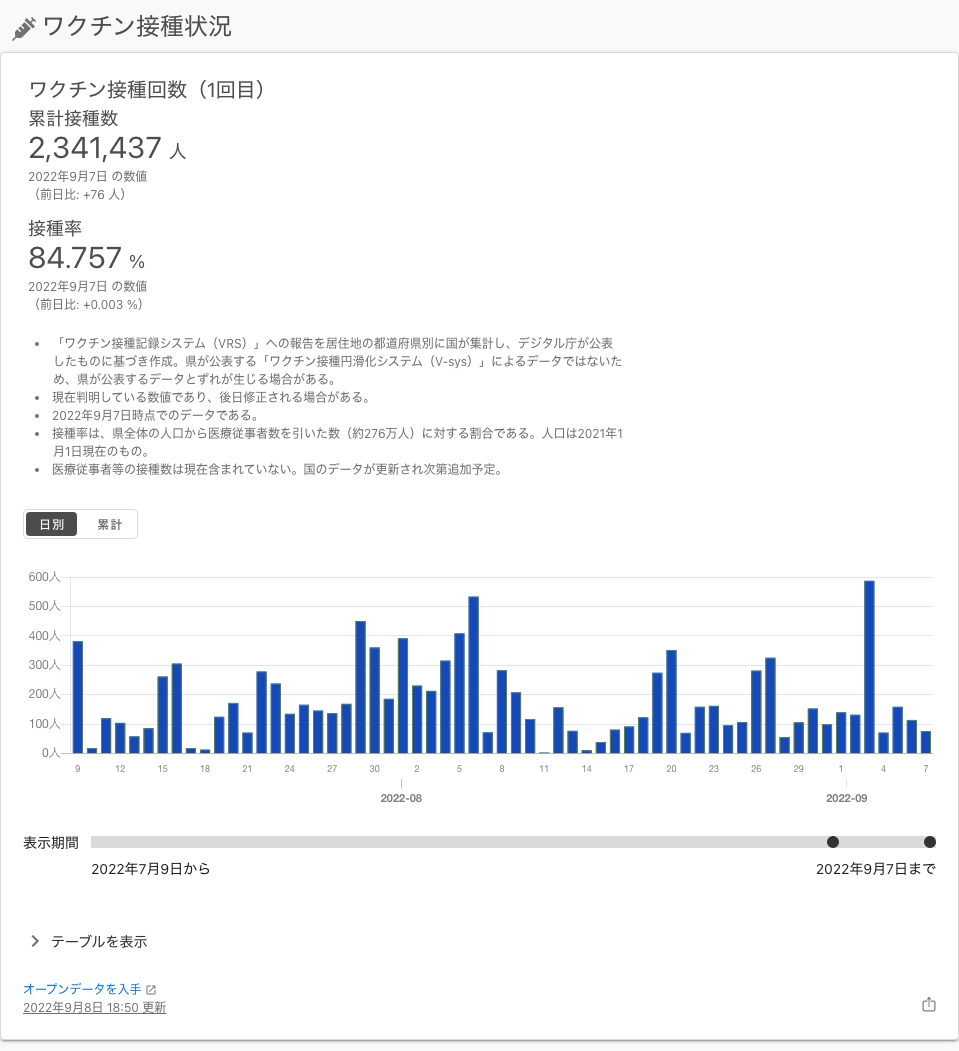 ワクチン接種状況
ワクチン接種回数（1回目）
累計接種数
2,341,437 人
2022年9月7日 の数値
（前日比: +76 人）
接種率
84.757 %
2022年9月7日 の数値
（前日比: +0.003 %）
• 「ワクチン接種記録システム（VRS）」への報告を居住地の都道府県別に国が集計し、デジタル庁が公表
したものに基づき作成。県が公表する「ワクチン接種円滑化システム（V-sys）」によるデータではないた
め、県が公表するデータとずれが生じる場合がある。
• 現在判明している数値であり、後日修正される場合がある。
• 2022年9月7日時点でのデータである。
• 接種率は、県全体の人口から医療従事者数を引いた数（約276万人）に対する割合である。人口は2021年1
月1日現在のもの。
• 医療従事者等の接種数は現在含まれていない。国のデータが更新され次第追加予定。
日別 累計
600人
500人
400人
300人
200人
100人
0人
9 12 15 18 21 24 27 30 2 5 8 11 14 17 20 23 26 29 1 4 7
2022-08 2022-09
表示期間
2022年7月9日から 2022年9月7日まで
テーブルを表示
オープンデータを入手
2022年9月8日 18:50 更新